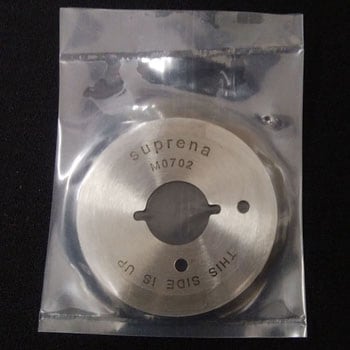 suprena
M0702
THIS SIDE IS UP